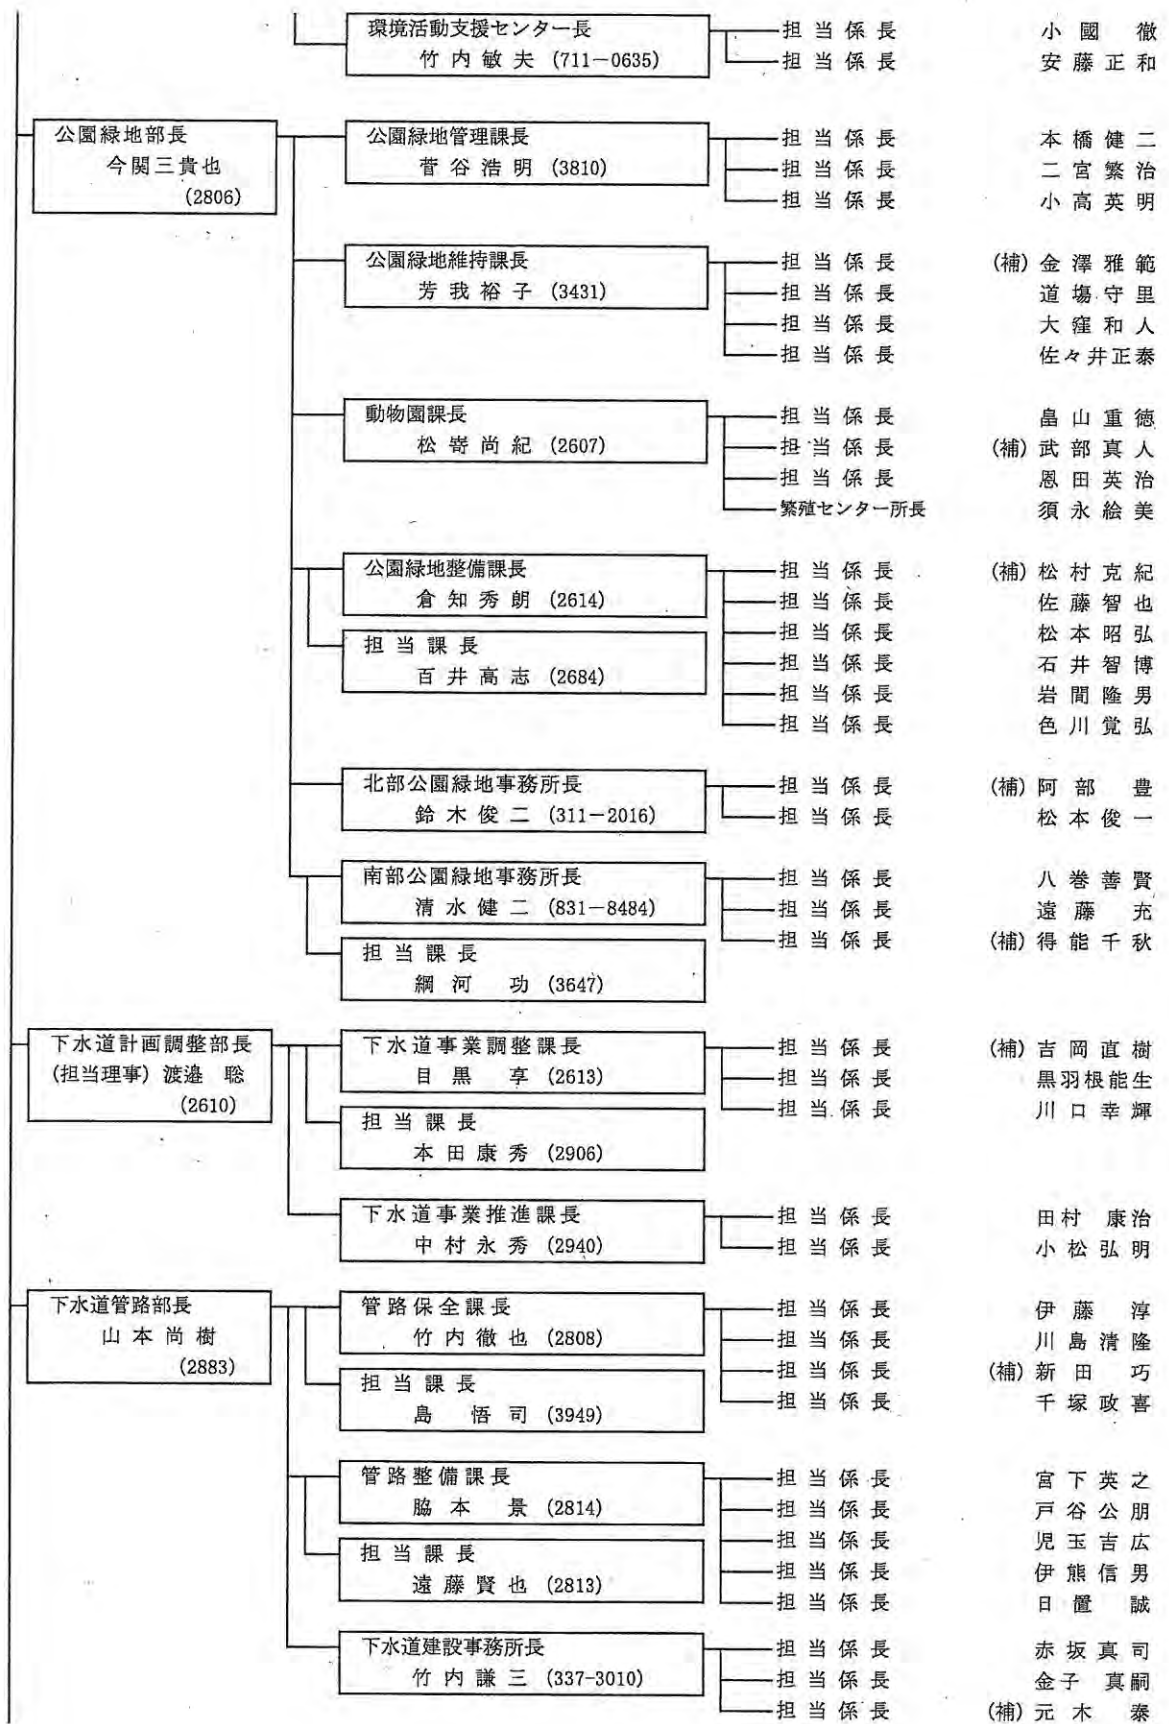 環境活動支援センター長 担当係長 小國 徹
竹内敏夫 (711-0635) 担当係長 安藤正和
公園緑地部長 公園緑地管理課長 担当係長 本橋健二
今関三貴也 菅谷浩明 (3810) 担当係長 二宮繁治
(2806) 担当係長 小高英明
公園緑地維持課長 担当係長 (補) 金澤雅範
芳我裕子 (3431) 担当係長 道場守里
担当係長 大窪和人
担当係長 佐々井正泰
動物園課長 担当係長 畠山重徳
松嵜尚紀 (2607) 担当係長 (補) 武部真人
担当係長 恩田英治
繁殖センター所長 須永絵美
公園緑地整備課長 担当係長 (補) 松村克紀
倉知秀朗 (2614) 担当係長 佐藤智也
担当係長 松本昭弘
担当課長 担当係長 石井智博
百井高志 (2684) 担当係長 岩間隆男
担当係長 色川覚弘
北部公園緑地事務所長 担当係長 (補) 阿部 豊
鈴木俊二 (311-2016) 担当係長 松本俊一
南部公園緑地事務所長 担当係長 八巻善賢
清水健二 (831-8484) 担当係長 遠藤 充
担当係長 (補) 得能千秋
担当課長
綱河 功 (3647)
下水道計画調整部長 下水道事業調整課長 担当係長 (補) 吉岡直樹
(担当理事) 渡邉 聡 目黒 享 (2613) 担当係長 黒羽根能生
(2610) 担当係長 川口幸輝
担当課長
本田康秀 (2906)
下水道事業推進課長 担当係長 田村 康治
中村永秀 (2940) 担当係長 小松弘明
下水道管路部長 管路保全課長 担当係長 伊藤 淳
山本尚樹 竹内徹也 (2808) 担当係長 川島清隆
(2883) 担当係長 (補) 新田 巧
担当課長 担当係長 千塚政喜
島 悟司 (3949)
管路整備課長 担当係長 宮下英之
脇本 景 (2814) 担当係長 戸谷公朋
担当係長 児玉吉広
担当課長 担当係長 伊熊信男
遠藤賢也 (2813) 担当係長 日置 誠
下水道建設事務所長 担当係長 赤坂真司
竹内謙三 (337-3010) 担当係長 金子 真嗣
担当係長 (補) 元木 泰